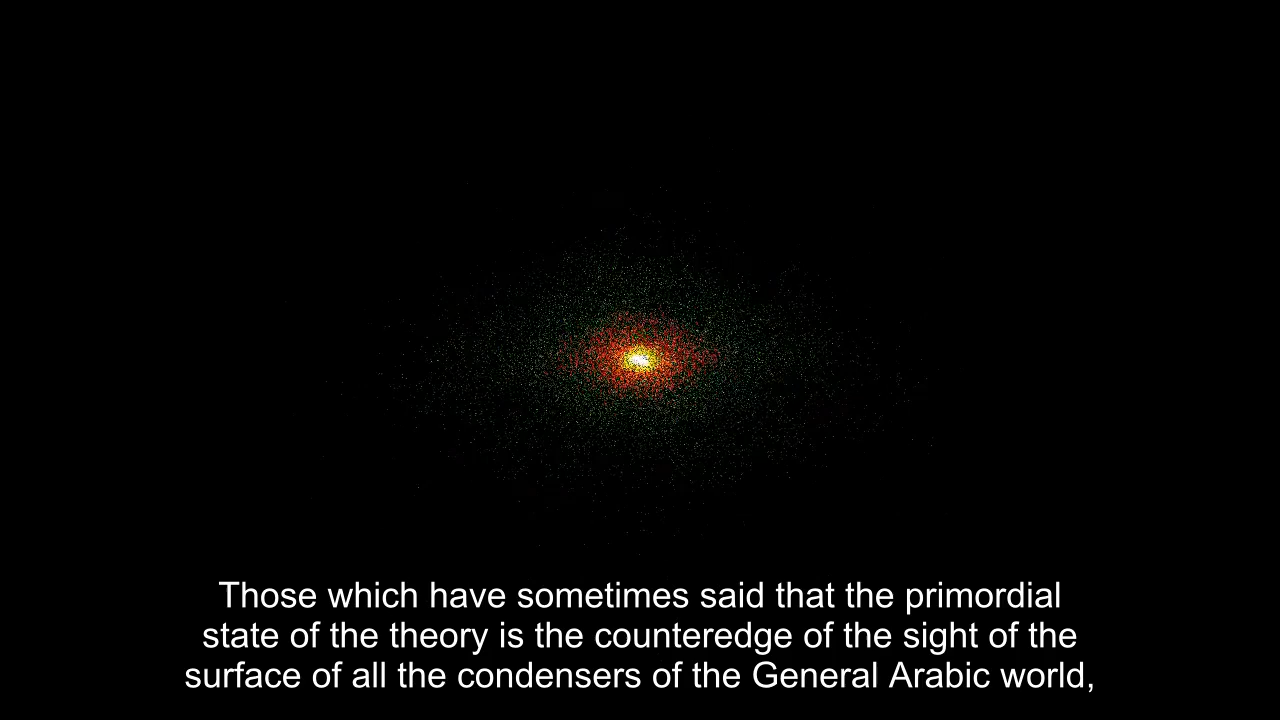 Those which have sometimes said that the primordial
state of the theory is the counteredge of the sight of the
surface of all the condensers of the General Arabic world,